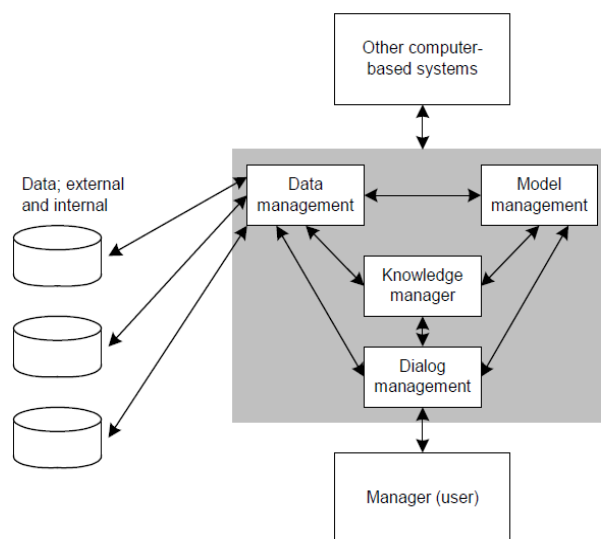 Other computer-
based systems
Data; external
and internal
Data
management
Model
management
Knowledge
manager
Dialog
management
Manager (user)